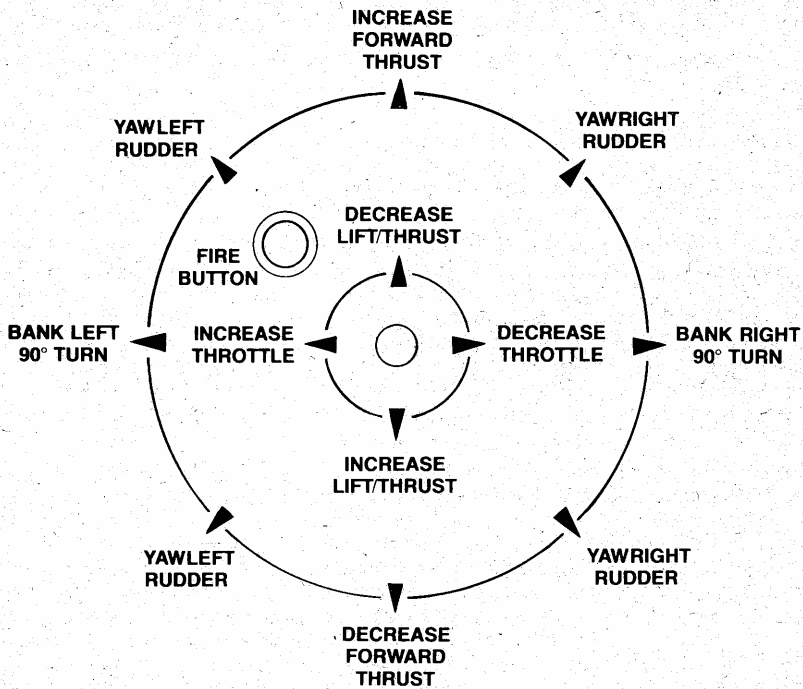 INCREASE
FORWARD
THRUST
YAWLEFT
RUDDER
YAWRIGHT
RUDDER
DECREASE
LIFT/THRUST
FIRE
BUTTON
BANK LEFT
90° TURN
INCREASE
THROTTLE
DECREASE
THROTTLE
BANK RIGHT
90° TURN
INCREASE
LIFT/THRUST
YAWLEFT
RUDDER
YAWRIGHT
RUDDER
DECREASE
FORWARD
THRUST